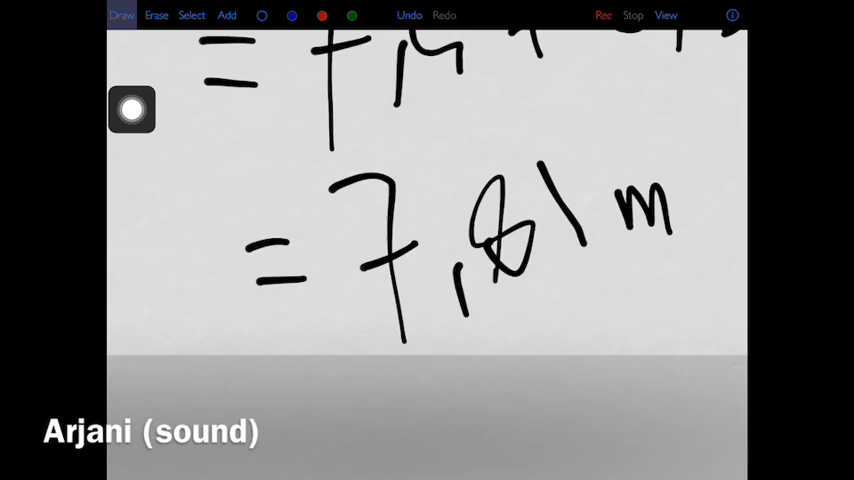 Draw Erase Select Add Undo Redo Rec Stop View
= 7,81 m
Arjani (sound)